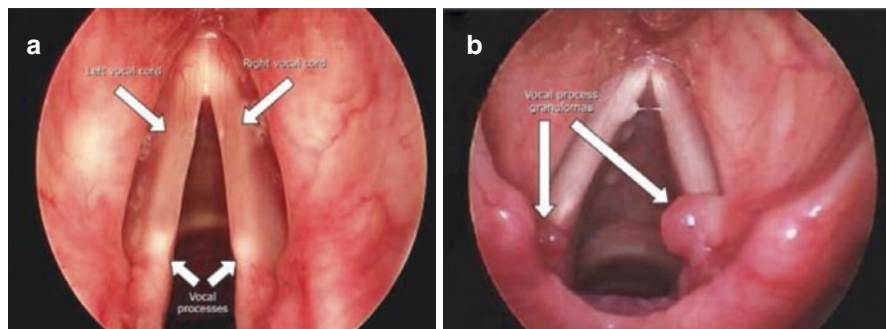 a
Left vocal cord
Right vocal cord
Vocal
processes
b
Vocal process
granulomas